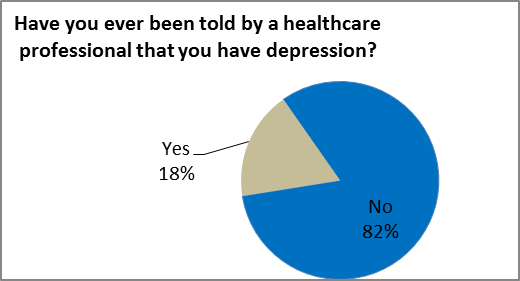 Have you ever been told by a healthcare
professional that you have depression?
Yes
18%
No
82%